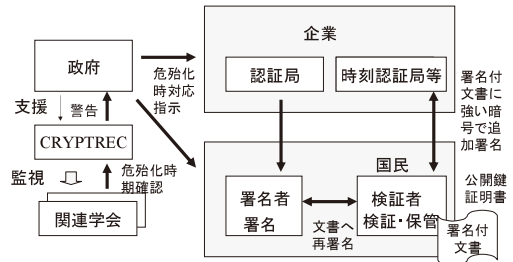 企業
政府
危殆化
時対応
指示
認証局
時刻認証局等
署名付
文書に
強い暗
号で追
加署名
支援
警告
CRYPTREC
監視
危殆化時
期確認
関連学会
国民
署名者
署名
文書へ
再署名
検証者
検証・保管
公開鍵
証明書
署名付
文書